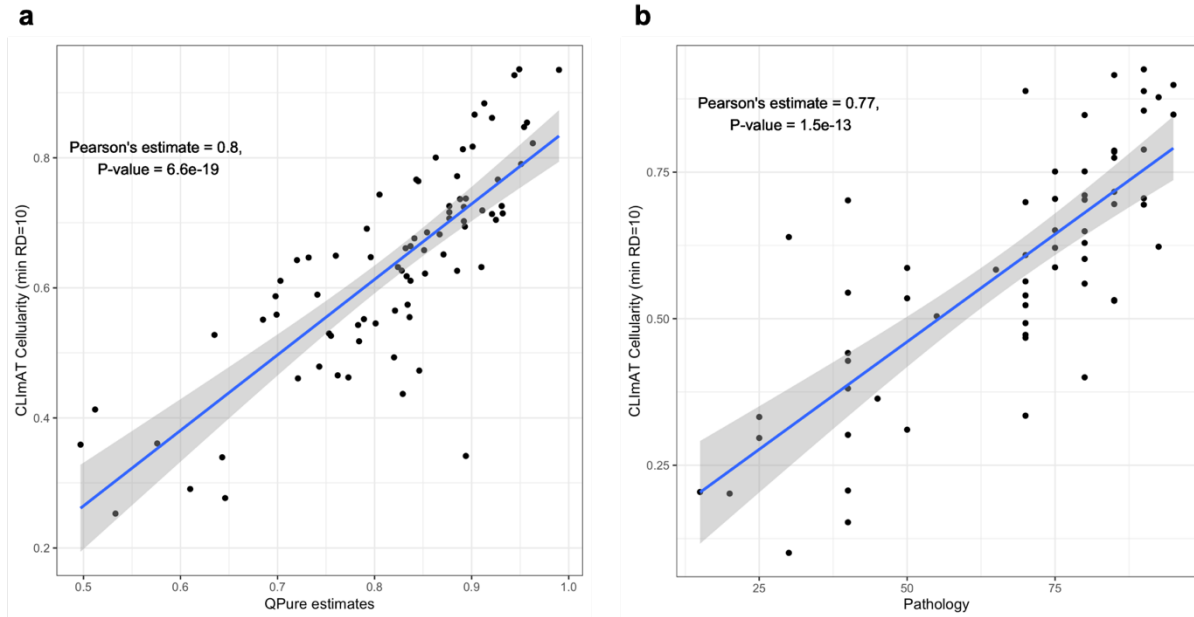 a
Pearson's estimate = 0.8,
P-value = 6.6e-19
CLImAT Cellularity (min RD=10)
0.8
0.6
0.4
0.2
0.5
0.6
0.7
0.8
0.9
1.0
QPure estimates
b
Pearson's estimate = 0.77,
P-value = 1.5e-13
CLImAT Cellularity (min RD=10)
0.75
0.50
0.25
25
50
75
Pathology